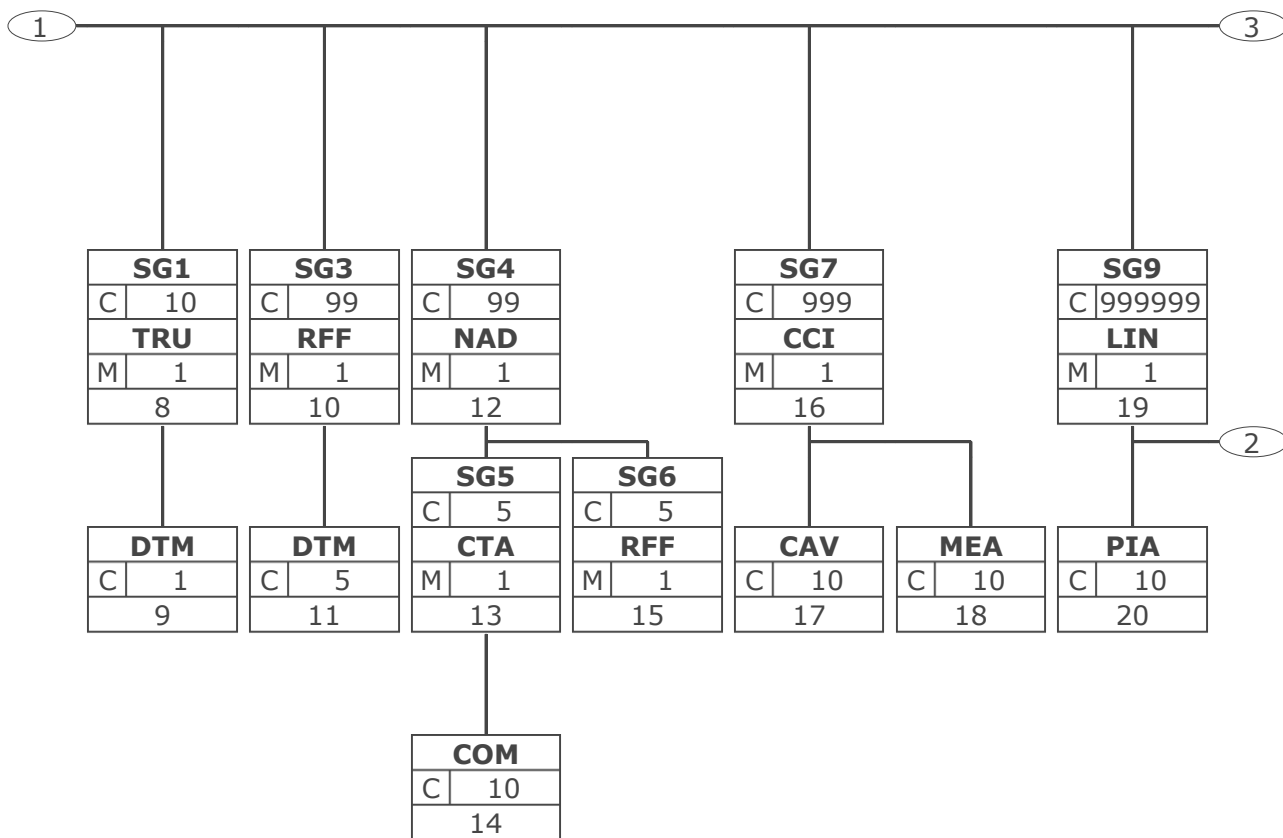 1
3
SG1
C 10
TRU
M 1
8
SG3
C 99
RFF
M 1
10
SG4
C 99
NAD
M 1
12
SG7
C 999
CCI
M 1
16
SG9
C 999999
LIN
M 1
19
2
DTM
C 1
9
DTM
C 5
11
SG5
C 5
CTA
M 1
13
SG6
C 5
RFF
M 1
15
CAV
C 10
17
MEA
C 10
18
PIA
C 10
20
COM
C 10
14